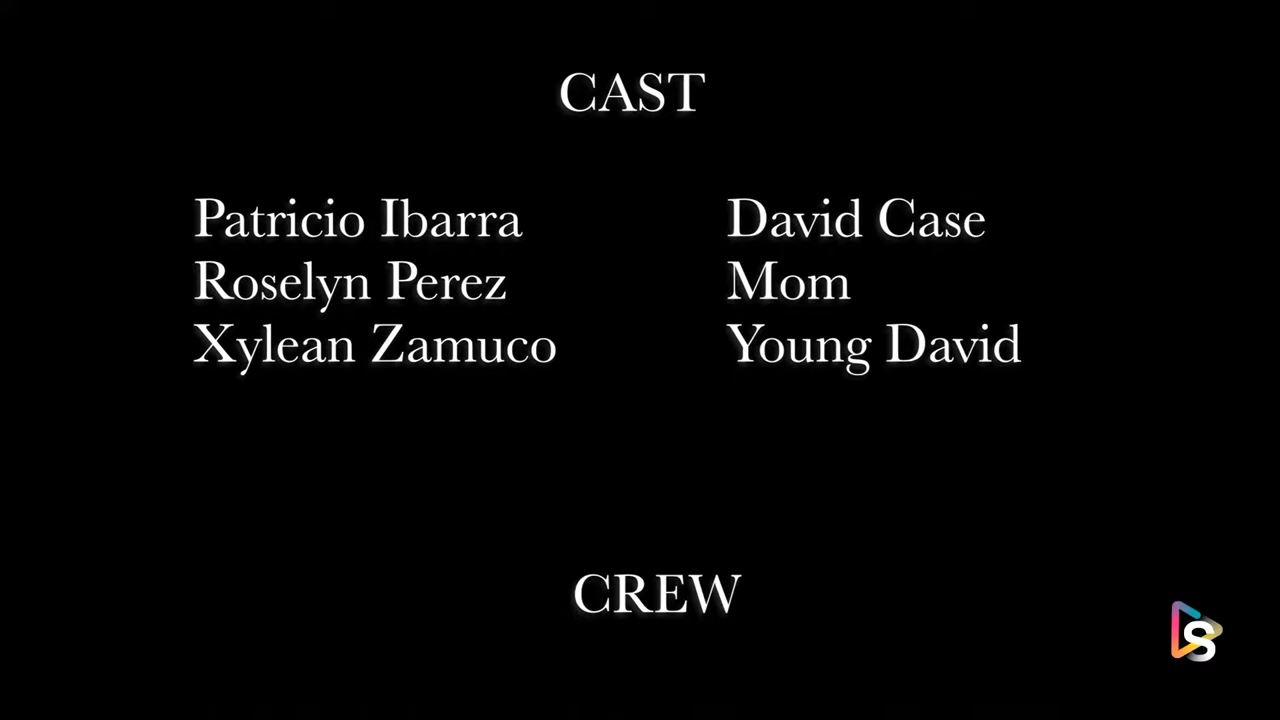 CAST
Patricio Ibarra David Case
Roselyn Perez Mom
Xylean Zamuco Young David
CREW
S